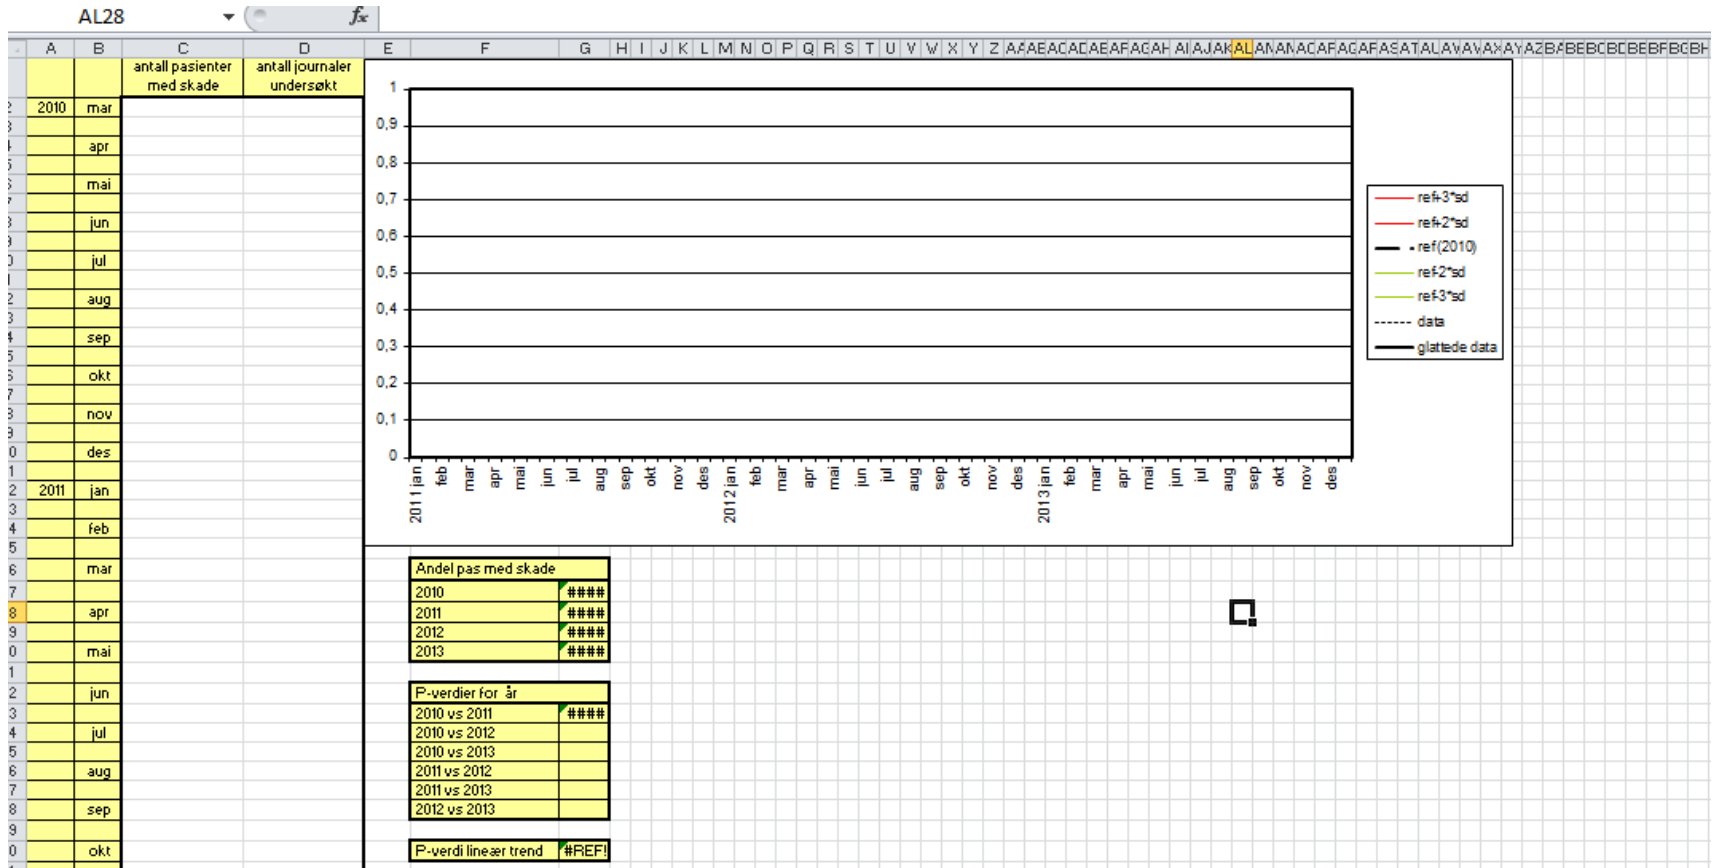 AL28
fx
A B C D E F G H I J K L M N O P Q R S T U V W X Y Z
AL
antall pasienter
med skade
antall journaler
undersøkt
2010 mar
apr
mai
jun
jul
aug
sep
okt
nov
des
2011 jan
feb
mar
apr
mai
jun
jul
aug
sep
okt
1
0,9
0,8
0,7
0,6
0,5
0,4
0,3
0,2
0,1
0
2011 jan feb mar apr mai jun jul aug sep okt nov des 2012 jan feb mar apr mai jun jul aug sep okt nov des 2013 jan feb mar apr mai jun jul aug sep okt nov des
ref+3*sd
ref+2*sd
ref(2010)
ref-2*sd
ref-3*sd
data
glattede data
Andel pas med skade
2010 ####
2011 ####
2012 ####
2013 ####
P-verdier for år
2010 vs 2011 ####
2010 vs 2012
2010 vs 2013
2011 vs 2012
2011 vs 2013
2012 vs 2013
P-verdi lineær trend #REF!